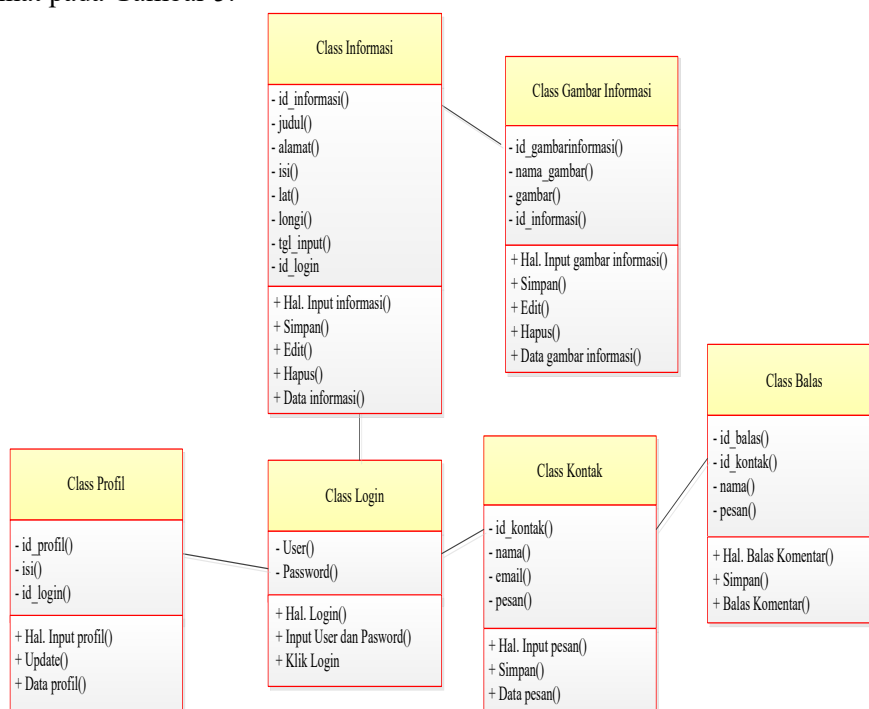 pada Gambar 3.
Class Informasi
- id_informasi()
- judul()
- alamat()
- isi()
- lat()
- longi()
- tgl_input()
- id_login
+ Hal. Input informasi()
+ Simpan()
+ Edit()
+ Hapus()
+ Data informasi()
Class Gambar Informasi
- id_gambarinformasi()
- nama_gambar()
- gambar()
- id_informasi()
+ Hal. Input gambar informasi()
+ Simpan()
+ Edit()
+ Hapus()
+ Data gambar informasi()
Class Balas
- id_balas()
- id_kontak()
- nama()
- pesan()
+ Hal. Balas Komentar()
+ Simpan()
+ Balas Komentar()
Class Profil
- id_profil()
- isi()
- id_login()
+ Hal. Input profil()
+ Update()
+ Data profil()
Class Login
- User()
- Password()
+ Hal. Login()
+ Input User dan Pasword()
+ Klik Login
Class Kontak
- id_kontak()
- nama()
- email()
- pesan()
+ Hal. Input pesan()
+ Simpan()
+ Data pesan()